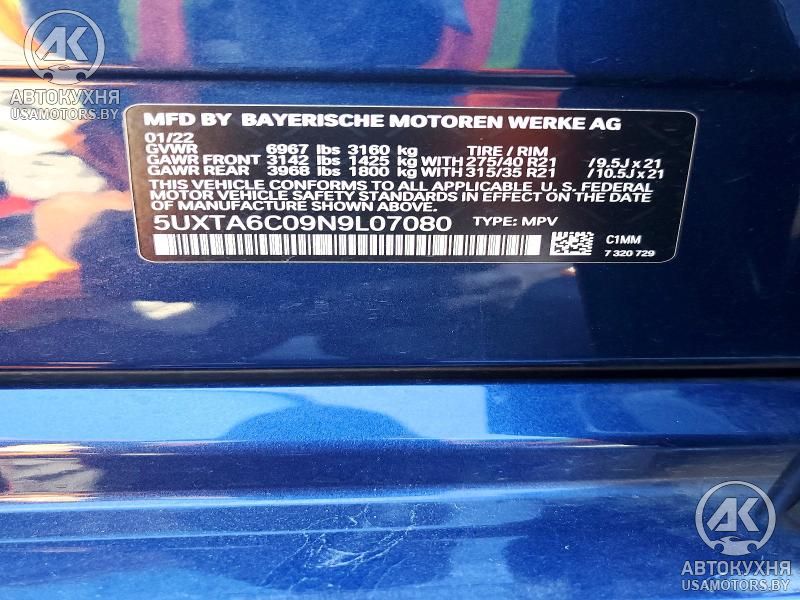 AK
АВТОКУХНЯ
USAMOTORS.BY
MFD BY BAYERISCHE MOTOREN WERKE AG
01/22
GVWR 6967 lbs 3160 kg TIRE / RIM
GAWR FRONT 3142 lbs 1425 kg WITH 275/40 R21 /9.5J x 21
GAWR REAR 3968 lbs 1800 kg WITH 315/35 R21 /10.5J x 21
THIS VEHICLE CONFORMS TO ALL APPLICABLE U. S. FEDERAL
MOTOR VEHICLE SAFETY STANDARDS IN EFFECT ON THE DATE
OF MANUFACTURE SHOWN ABOVE.
5UXTA6C09N9L07080 TYPE: MPV
C1MM
7 320 729
AK
АВТОКУХНЯ
USAMOTORS.BY